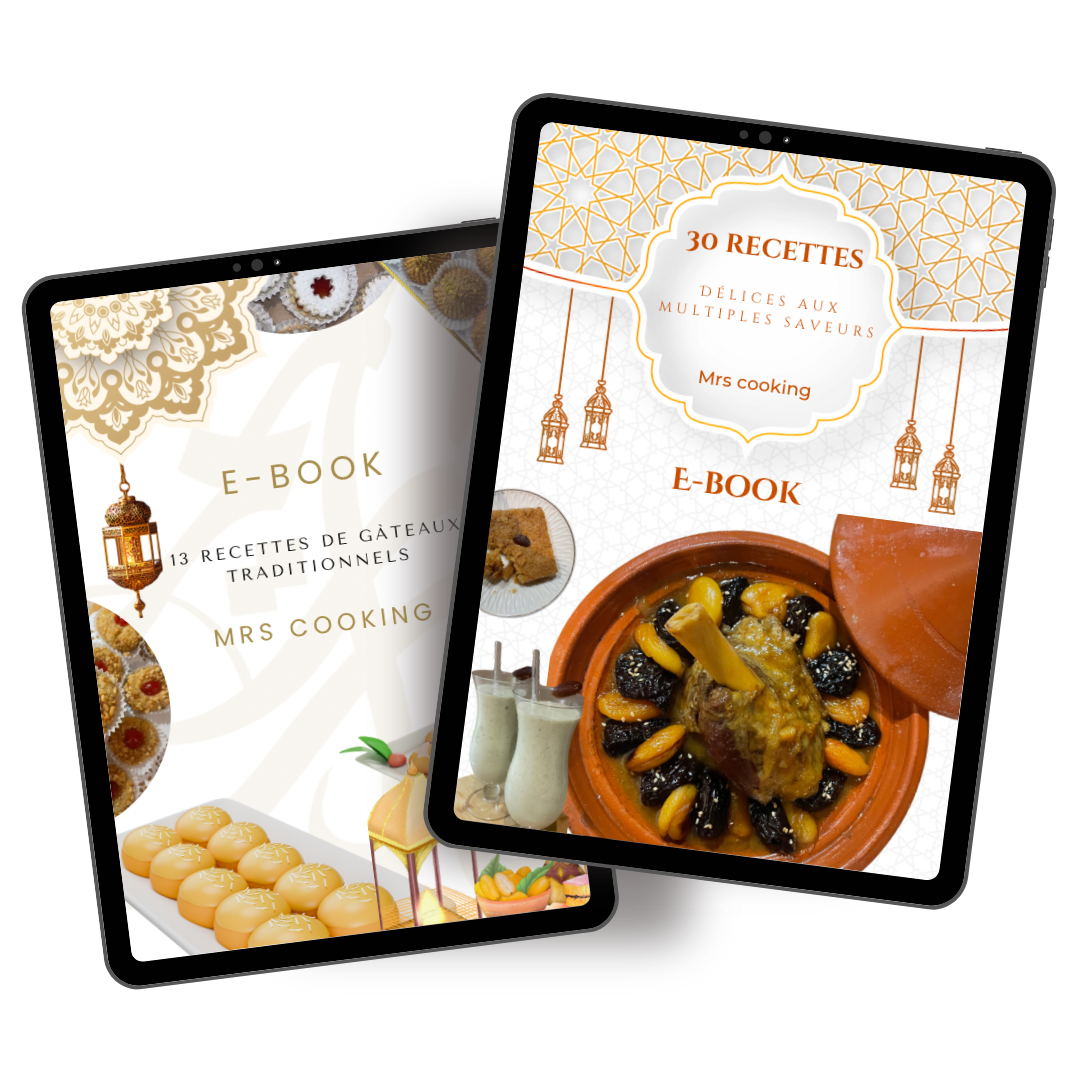 E-BOOK
13 RECETTES DE GÂTEAUX
TRADITIONNELS
MRS COOKING
30 RECETTES
DÉLICES AUX
MULTIPLES SAVEURS
Mrs cooking
E-BOOK